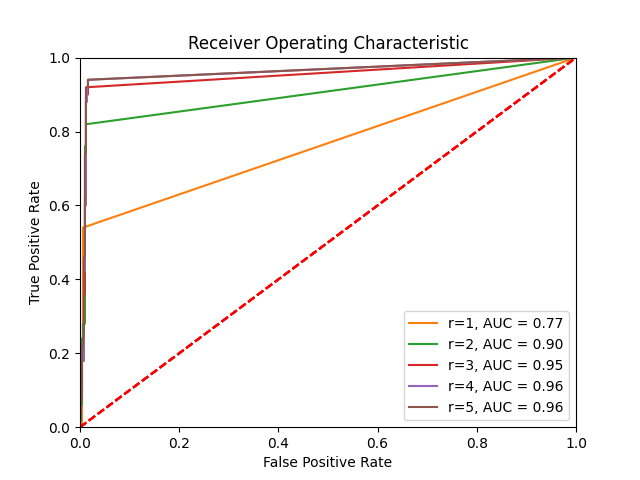 Receiver Operating Characteristic
True Positive Rate
1.0
0.8
0.6
0.4
0.2
0.0
r=1, AUC = 0.77
r=2, AUC = 0.90
r=3, AUC = 0.95
r=4, AUC = 0.96
r=5, AUC = 0.96
0.0 0.2 0.4 0.6 0.8 1.0
False Positive Rate